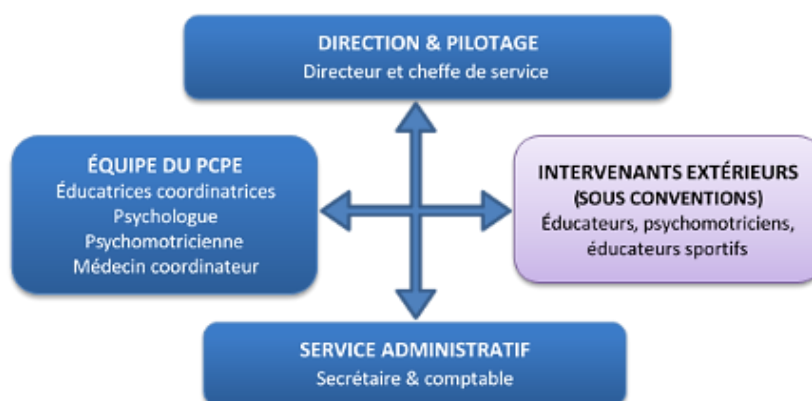 DIRECTION & PILOTAGE
Directeur et cheffe de service
ÉQUIPE DU PCPE
Éducatrices coordinatrices
Psychologue
Psychomotricienne
Médecin coordinateur
INTERVENANTS EXTÉRIEURS
(SOUS CONVENTIONS)
Éducateurs, psychomotriciens,
éducateurs sportifs
SERVICE ADMINISTRATIF
Secrétaire & comptable